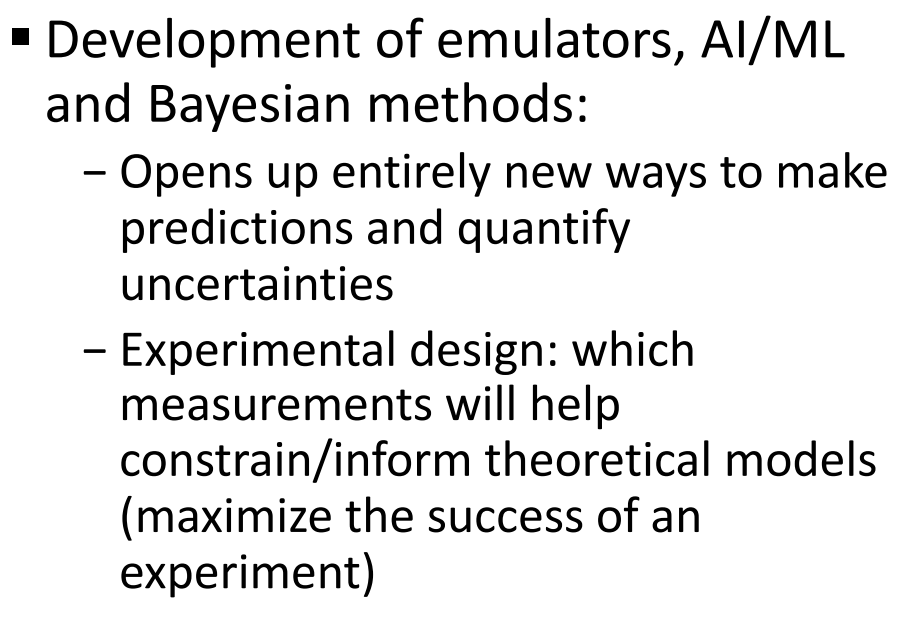 ▪ Development of emulators, AI/ML
and Bayesian methods:
– Opens up entirely new ways to make
predictions and quantify
uncertainties
– Experimental design: which
measurements will help
constrain/inform theoretical models
(maximize the success of an
experiment)